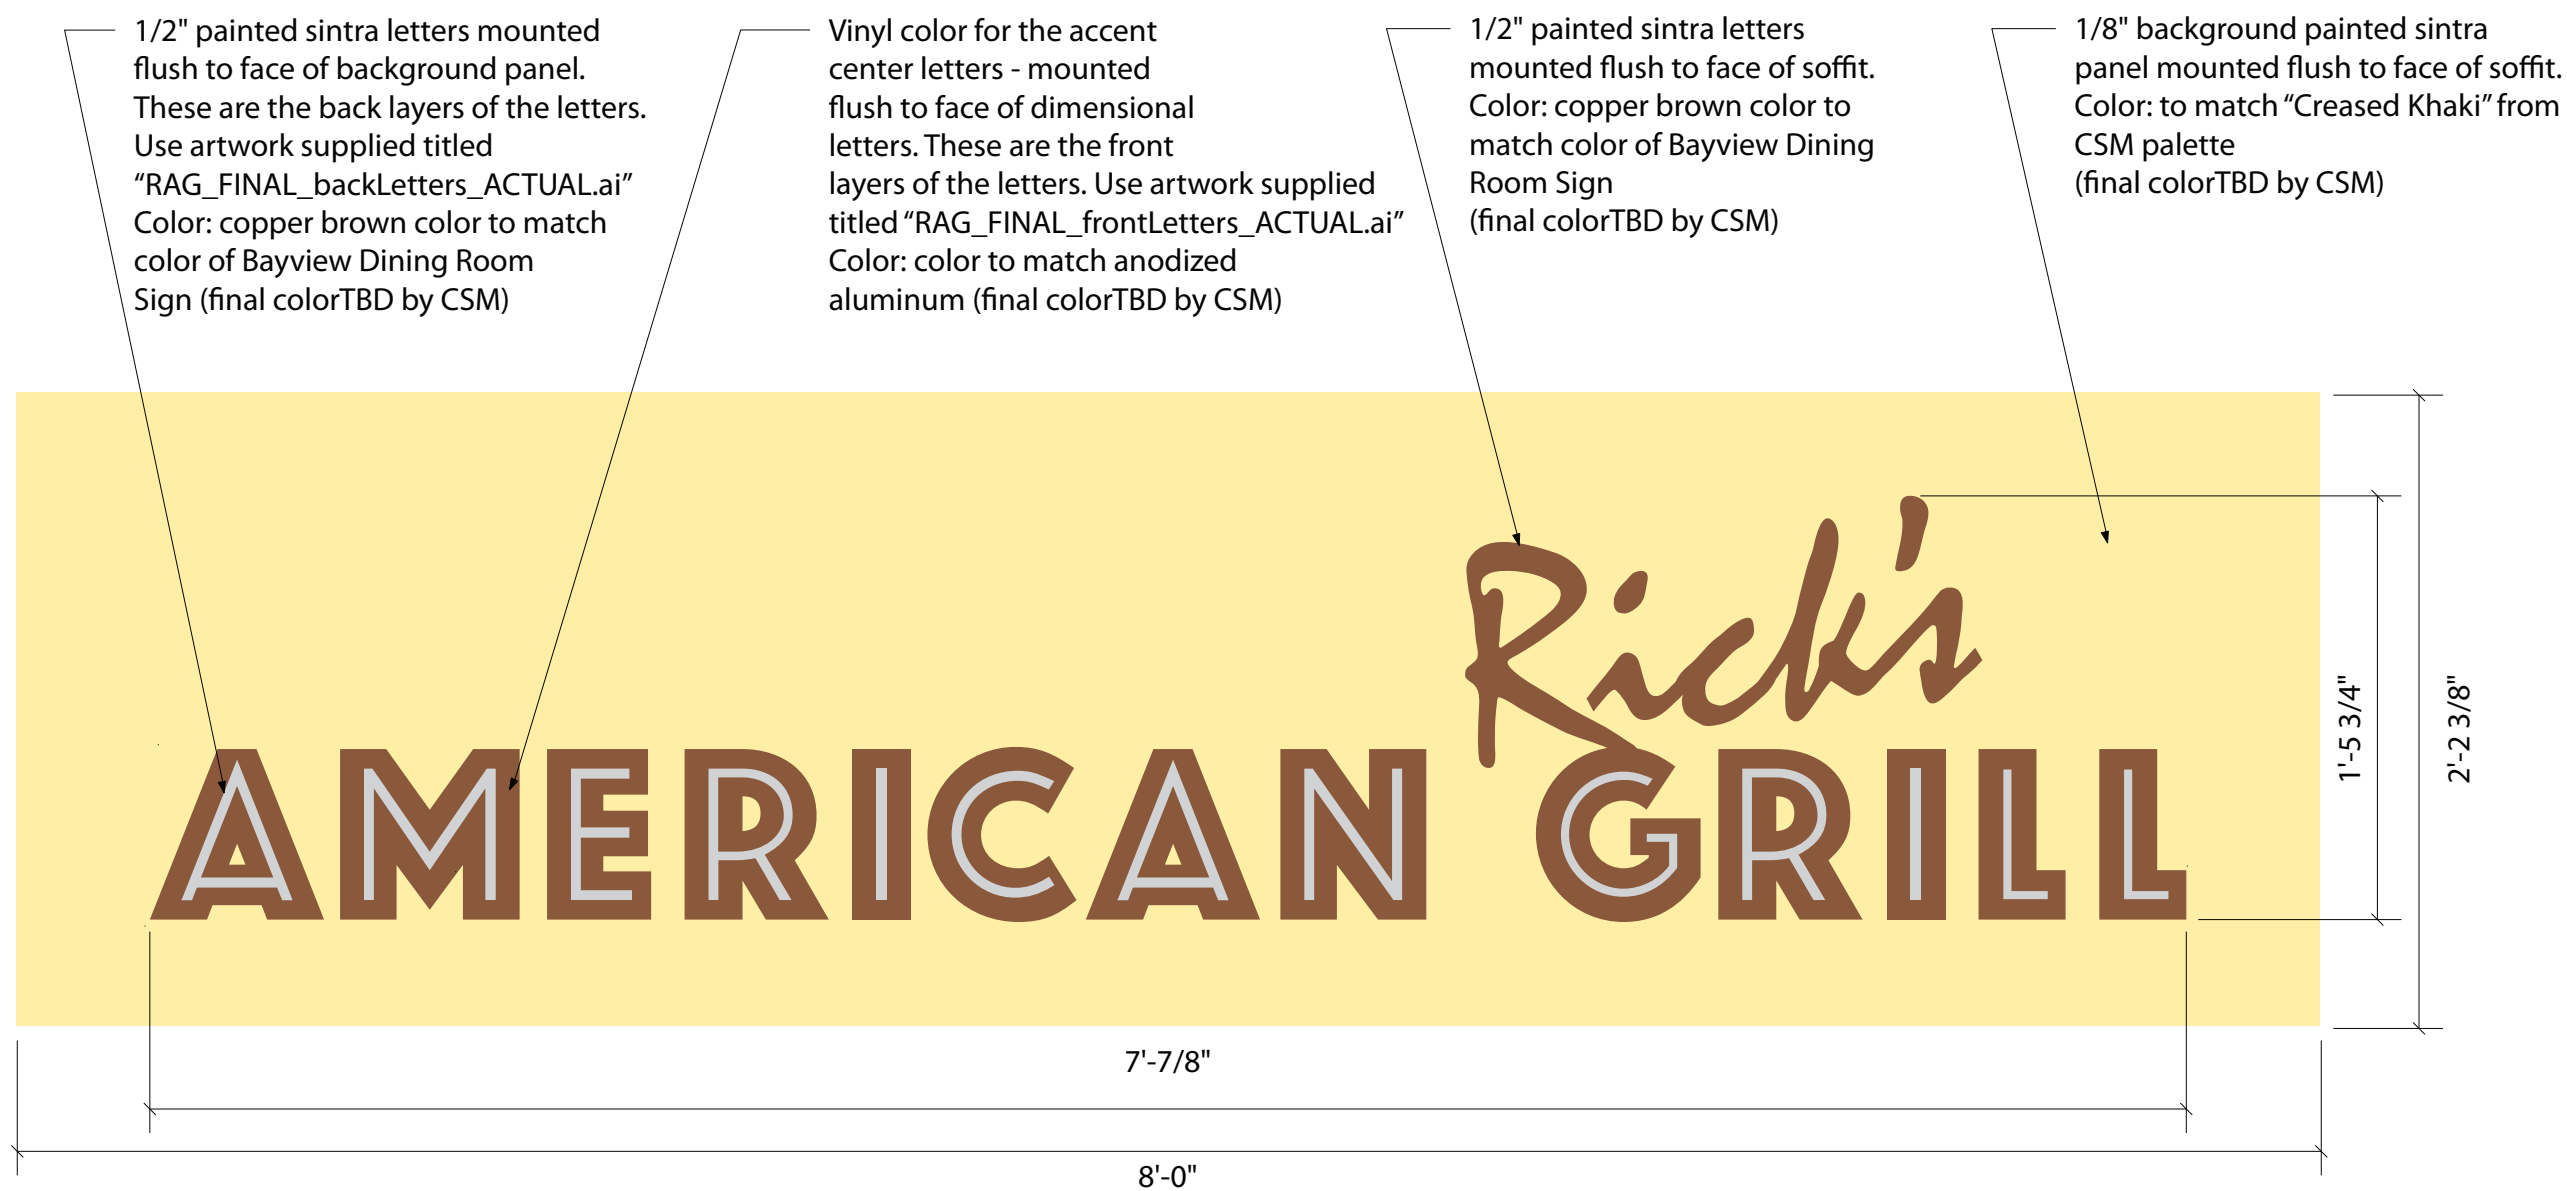 1/2" painted sintra letters mounted
flush to face of background panel.
These are the back layers of the letters.
Use artwork supplied titled
“RAG_FINAL_backLetters_ACTUAL.ai”
Color: copper brown color to match
color of Bayview Dining Room
Sign (final colorTBD by CSM)
Vinyl color for the accent
center letters - mounted
flush to face of dimensional
letters. These are the front
layers of the letters. Use artwork supplied
titled “RAG_FINAL_frontLetters_ACTUAL.ai”
Color: color to match anodized
aluminum (final colorTBD by CSM)
1/2" painted sintra letters
mounted flush to face of soffit.
Color: copper brown color to
match color of Bayview Dining
Room Sign
(final colorTBD by CSM)
1/8" background painted sintra
panel mounted flush to face of soffit.
Color: to match “Creased Khaki” from
CSM palette
(final colorTBD by CSM)
Rick's
AMERICAN GRILL
1'-5 3/4"
2'-2 3/8"
7'-7/8"
8'-0"